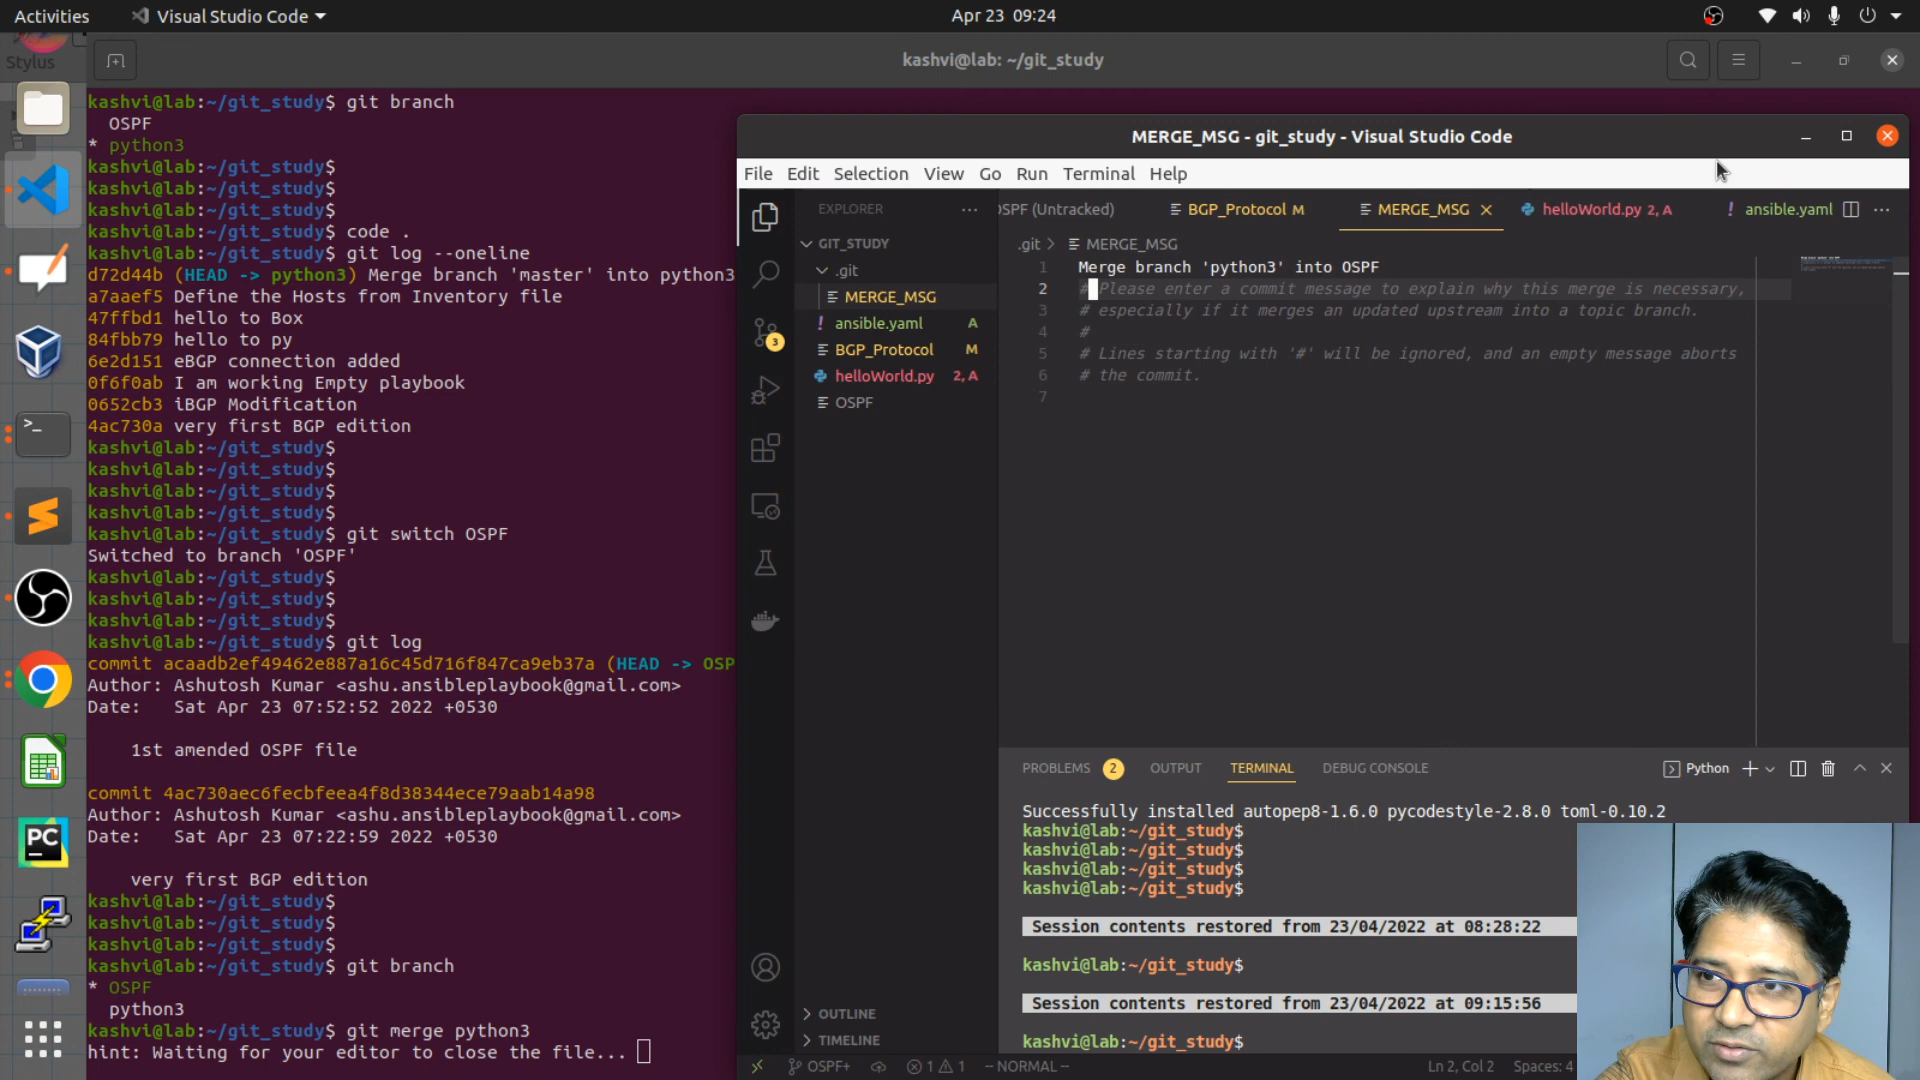 Activities
Visual Studio Code
Apr 23 09:24
Stylus
kashvi@lab: ~/git_study
kashvi@lab:~/git_study$ git branch
OSPF
* python3
kashvi@lab:~/git_study$
kashvi@lab:~/git_study$
kashvi@lab:~/git_study$
kashvi@lab:~/git_study$ code .
kashvi@lab:~/git_study$ git log --oneline
d72d44b (HEAD -> python3) Merge branch 'master' into python3
a7aaef5 Define the Hosts from Inventory file
47ffbd1 hello to Box
84fbb79 hello to py
6e2d151 eBGP connection added
0f6f0ab I am working Empty playbook
0652cb3 iBGP Modification
4ac730a very first BGP edition
kashvi@lab:~/git_study$
kashvi@lab:~/git_study$
kashvi@lab:~/git_study$
kashvi@lab:~/git_study$
kashvi@lab:~/git_study$ git switch OSPF
Switched to branch 'OSPF'
kashvi@lab:~/git_study$
kashvi@lab:~/git_study$
kashvi@lab:~/git_study$
kashvi@lab:~/git_study$ git log
commit acaadb2ef49462e887a16c45d716f847ca9eb37a (HEAD -> OSP
Author: Ashutosh Kumar <ashu.ansibleplaybook@gmail.com>
Date:   Sat Apr 23 07:52:52 2022 +0530
1st amended OSPF file
commit 4ac730aec6fecbfeea4f8d38344ece79aab14a98
Author: Ashutosh Kumar <ashu.ansibleplaybook@gmail.com>
Date:   Sat Apr 23 07:22:59 2022 +0530
very first BGP edition
kashvi@lab:~/git_study$
kashvi@lab:~/git_study$
kashvi@lab:~/git_study$
kashvi@lab:~/git_study$ git branch
* OSPF
python3
kashvi@lab:~/git_study$ git merge python3
hint: Waiting for your editor to close the file...
MERGE_MSG - git_study - Visual Studio Code
File Edit Selection View Go Run Terminal Help
EXPLORER
GIT_STUDY
.git
MERGE_MSG
! ansible.yaml A
BGP_Protocol M
helloWorld.py 2, A
OSPF
OUTLINE
TIMELINE
3
SPF (Untracked) BGP_Protocol M MERGE_MSG helloWorld.py 2, A ! ansible.yaml
.git > MERGE_MSG
1 Merge branch 'python3' into OSPF
2 # Please enter a commit message to explain why this merge is necessary,
3 # especially if it merges an updated upstream into a topic branch.
4 #
5 # Lines starting with '#' will be ignored, and an empty message aborts
6 # the commit.
7
PROBLEMS 2 OUTPUT TERMINAL DEBUG CONSOLE Python
Successfully installed autopep8-1.6.0 pycodestyle-2.8.0 toml-0.10.2
kashvi@lab:~/git_study$
kashvi@lab:~/git_study$
kashvi@lab:~/git_study$
kashvi@lab:~/git_study$
Session contents restored from 23/04/2022 at 08:28:22
kashvi@lab:~/git_study$
Session contents restored from 23/04/2022 at 09:15:56
kashvi@lab:~/git_study$
OSPF+ 1 1 -- NORMAL -- Ln 2, Col 2 Spaces: 4
PC